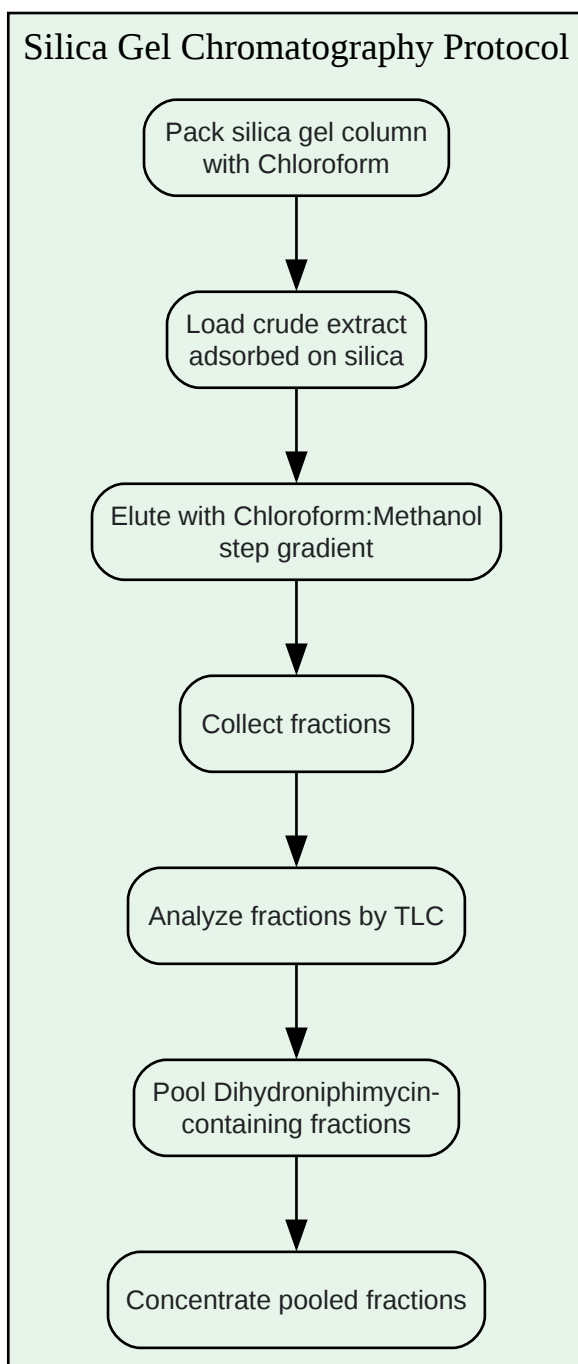 Silica Gel Chromatography Protocol
Pack silica gel column
with Chloroform
Load crude extract
adsorbed on silica
Elute with Chloroform:Methanol
step gradient
Collect fractions
Analyze fractions by TLC
Pool Dihydroniphimycin-
containing fractions
Concentrate pooled fractions